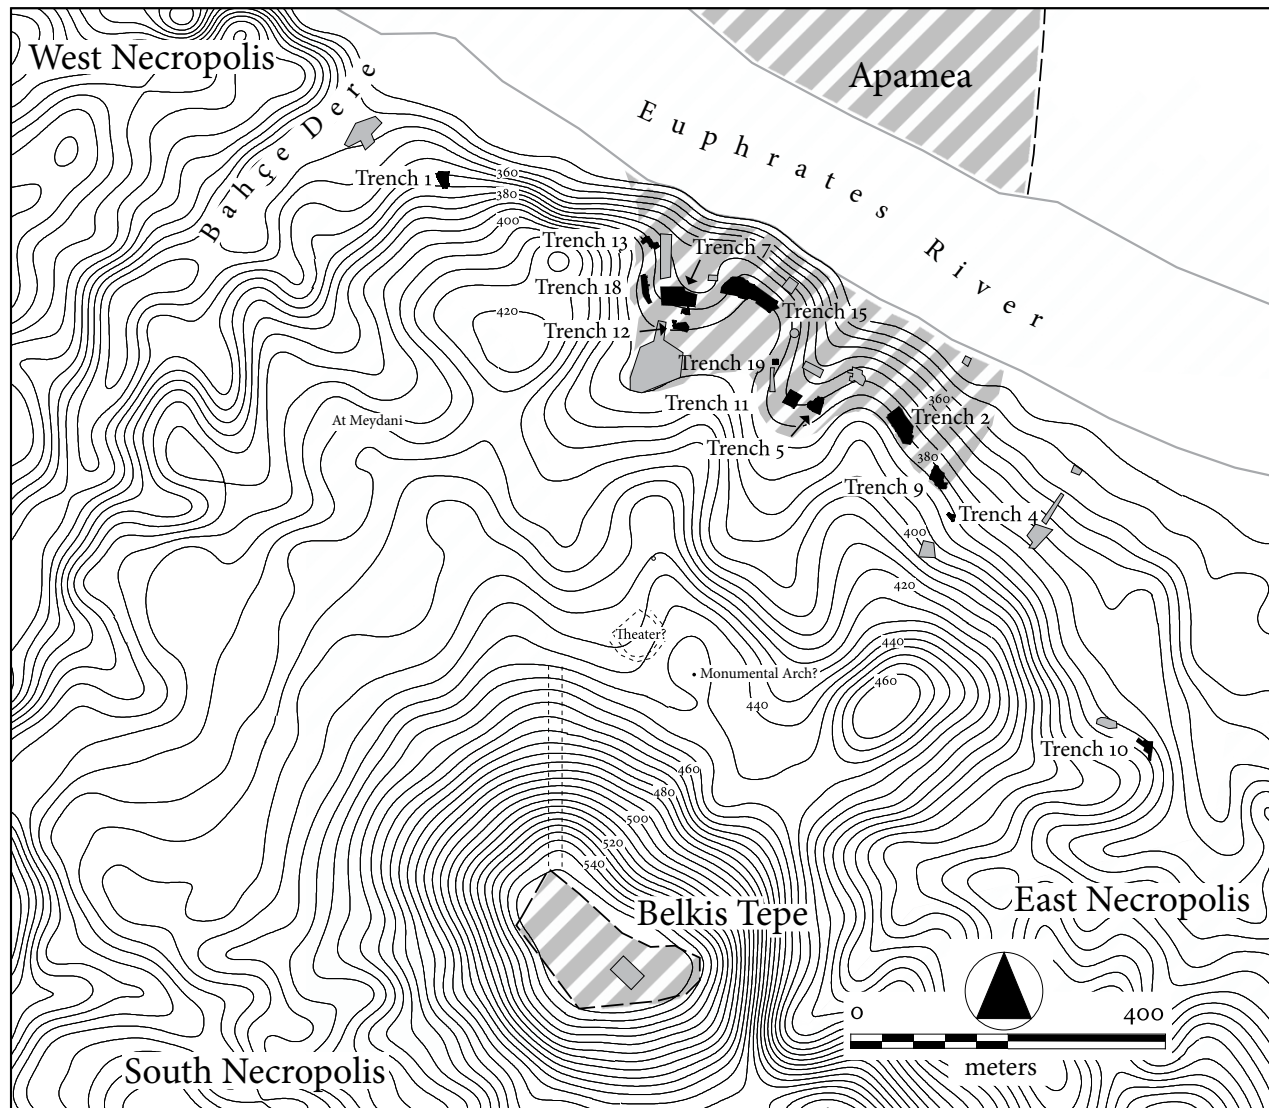 West Necropolis
Apamea
Euphrates River
Bahçe Dere
Trench 1
360
380
400
Trench 13
Trench 7
Trench 18
420
Trench 15
Trench 12
Trench 19
Trench 11
360
Trench 2
At Meydani
Trench 5
380
Trench 9
Trench 4
400
420
Theater?
440
Monumental Arch?
460
440
Trench 10
460
480
500
520
540
Belkis Tepe
East Necropolis
0 400
meters
South Necropolis